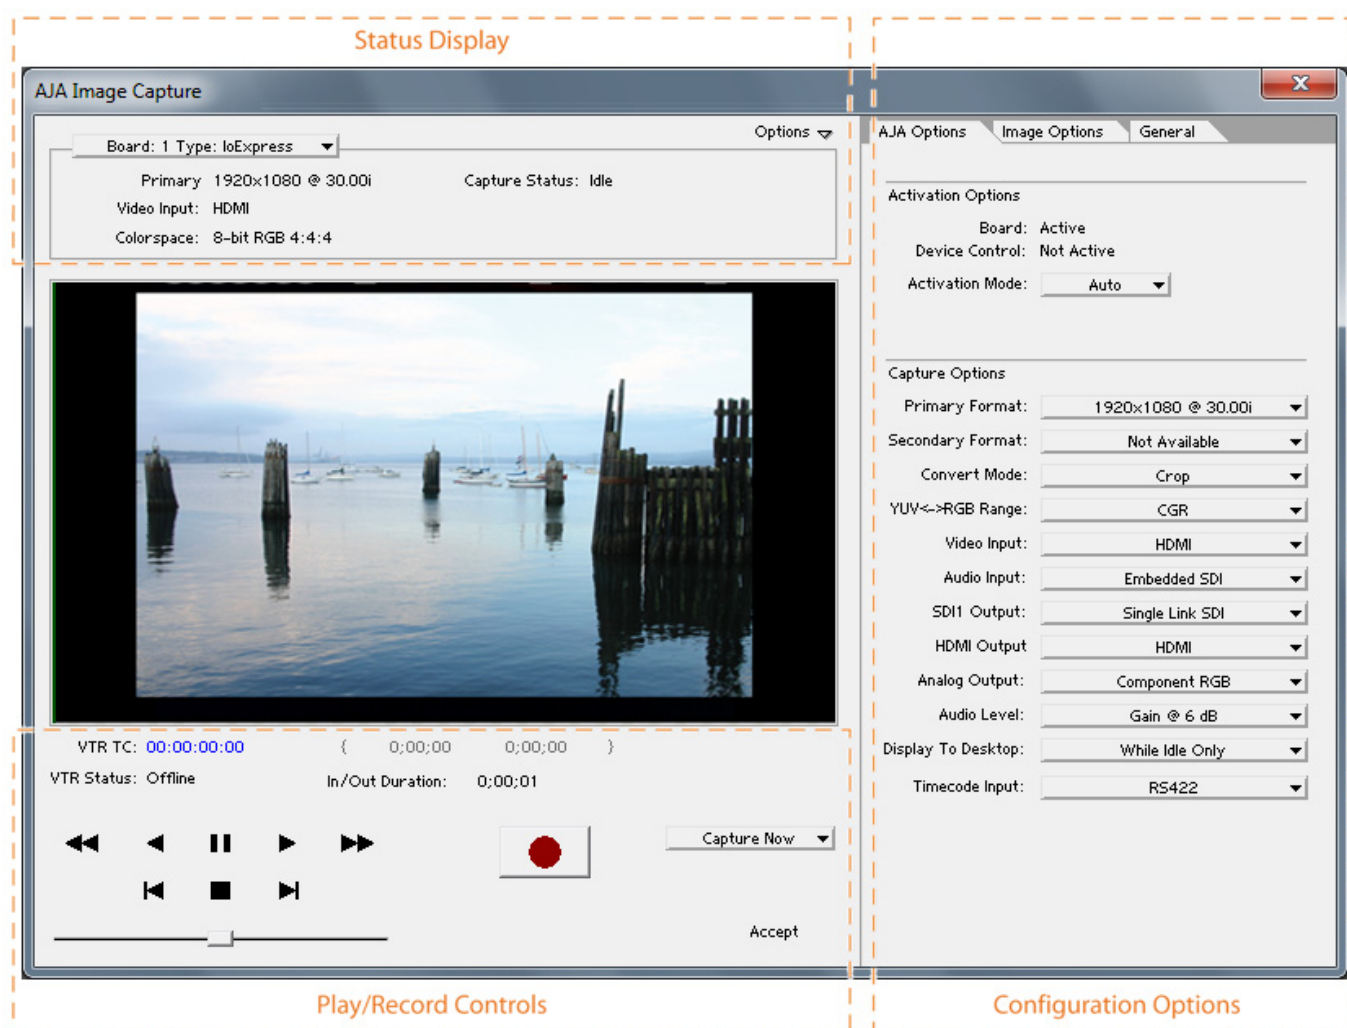 Status Display
AJA Image Capture
Board: 1 Type: IoExpress
Options
Primary 1920x1080 @ 30.00i
Capture Status: Idle
Video Input: HDMI
Colorspace: 8-bit RGB 4:4:4
VTR TC: 00:00:00:00
{ 0;00;00 0;00;00 }
VTR Status: Offline
In/Out Duration: 0;00;01
Capture Now
Accept
Play/Record Controls
AJA Options
Image Options
General
Activation Options
Board: Active
Device Control: Not Active
Activation Mode: Auto
Capture Options
Primary Format: 1920x1080 @ 30.00i
Secondary Format: Not Available
Convert Mode: Crop
YUV<->RGB Range: CGR
Video Input: HDMI
Audio Input: Embedded SDI
SDI1 Output: Single Link SDI
HDMI Output HDMI
Analog Output: Component RGB
Audio Level: Gain @ 6 dB
Display To Desktop: While Idle Only
Timecode Input: RS422
Configuration Options